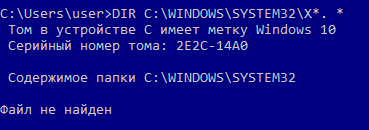 C:\Users\user>DIR C:\WINDOWS\SYSTEM32\X*. *
Том в устройстве C имеет метку Windows 10
Серийный номер тома: 2E2C-14A0
Содержимое папки C:\WINDOWS\SYSTEM32
Файл не найден